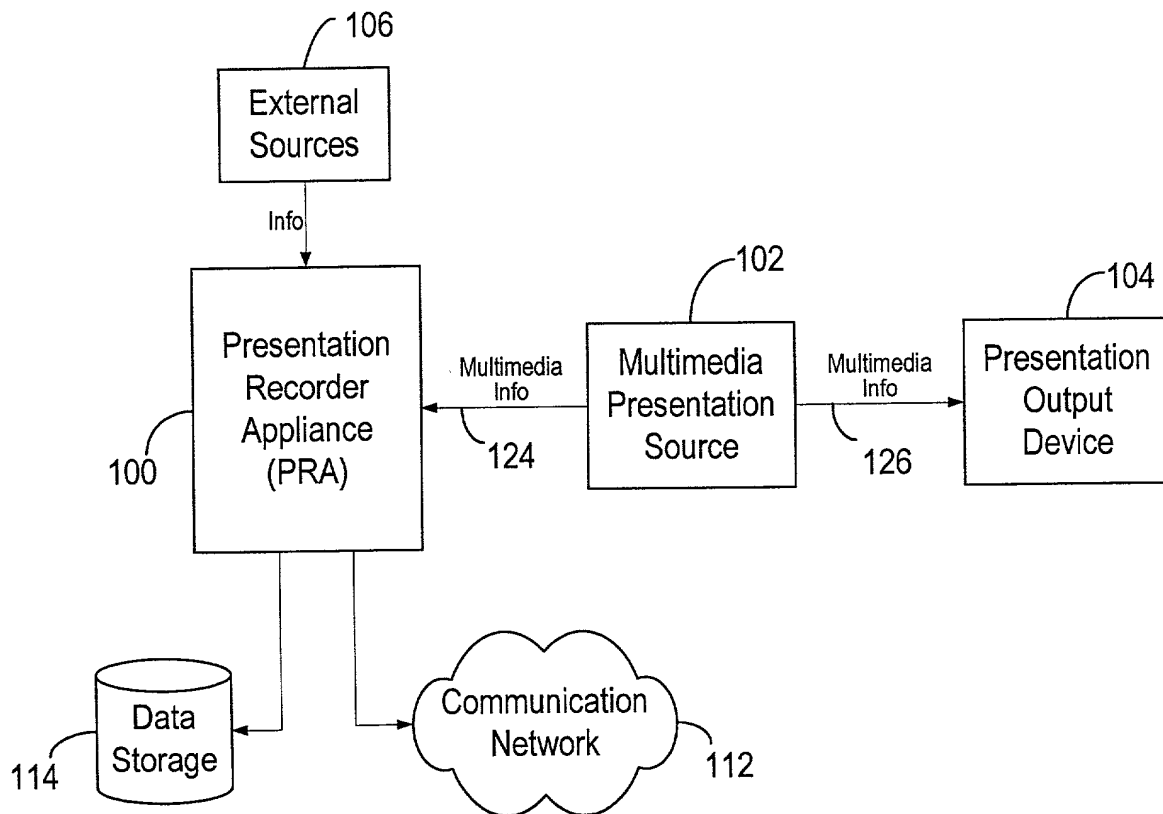 106
External
Sources
Info
102
104
Presentation
Recorder
Appliance
(PRA)
100
Multimedia
Info
124
Multimedia
Presentation
Source
Multimedia
Info
126
Presentation
Output
Device
Data
Storage
114
Communication
Network
112